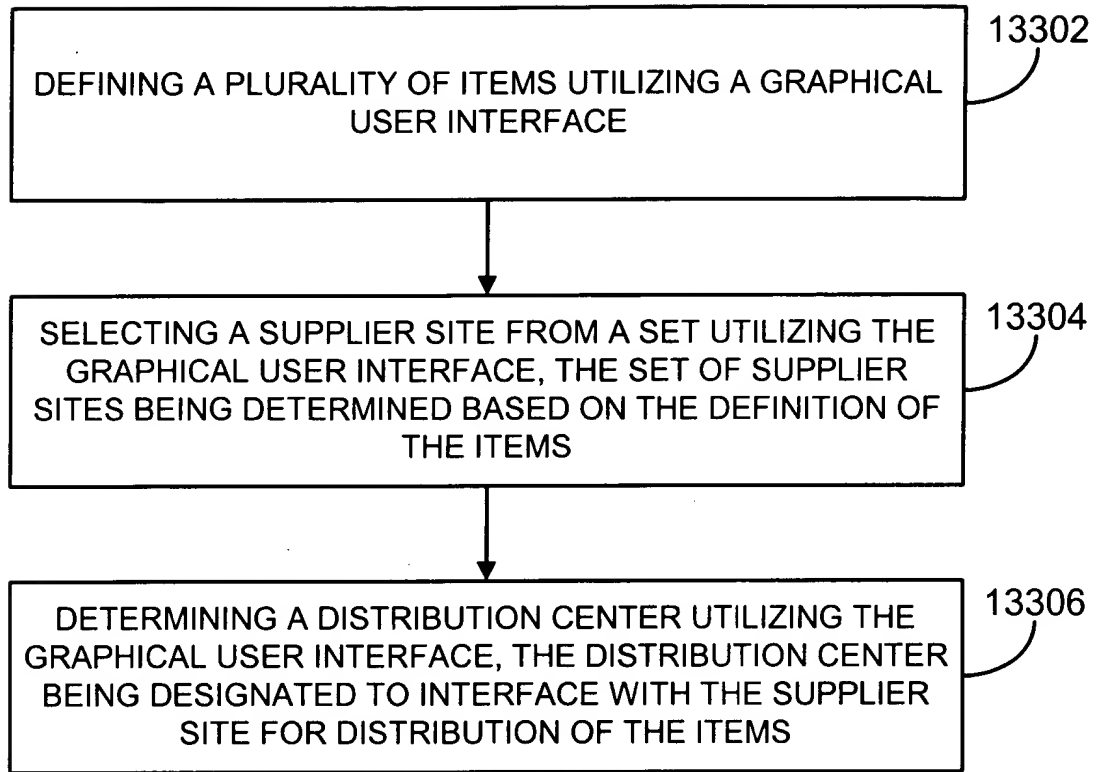 13302
DEFINING A PLURALITY OF ITEMS UTILIZING A GRAPHICAL
USER INTERFACE
13304
SELECTING A SUPPLIER SITE FROM A SET UTILIZING THE
GRAPHICAL USER INTERFACE, THE SET OF SUPPLIER
SITES BEING DETERMINED BASED ON THE DEFINITION OF
THE ITEMS
13306
DETERMINING A DISTRIBUTION CENTER UTILIZING THE
GRAPHICAL USER INTERFACE, THE DISTRIBUTION CENTER
BEING DESIGNATED TO INTERFACE WITH THE SUPPLIER
SITE FOR DISTRIBUTION OF THE ITEMS